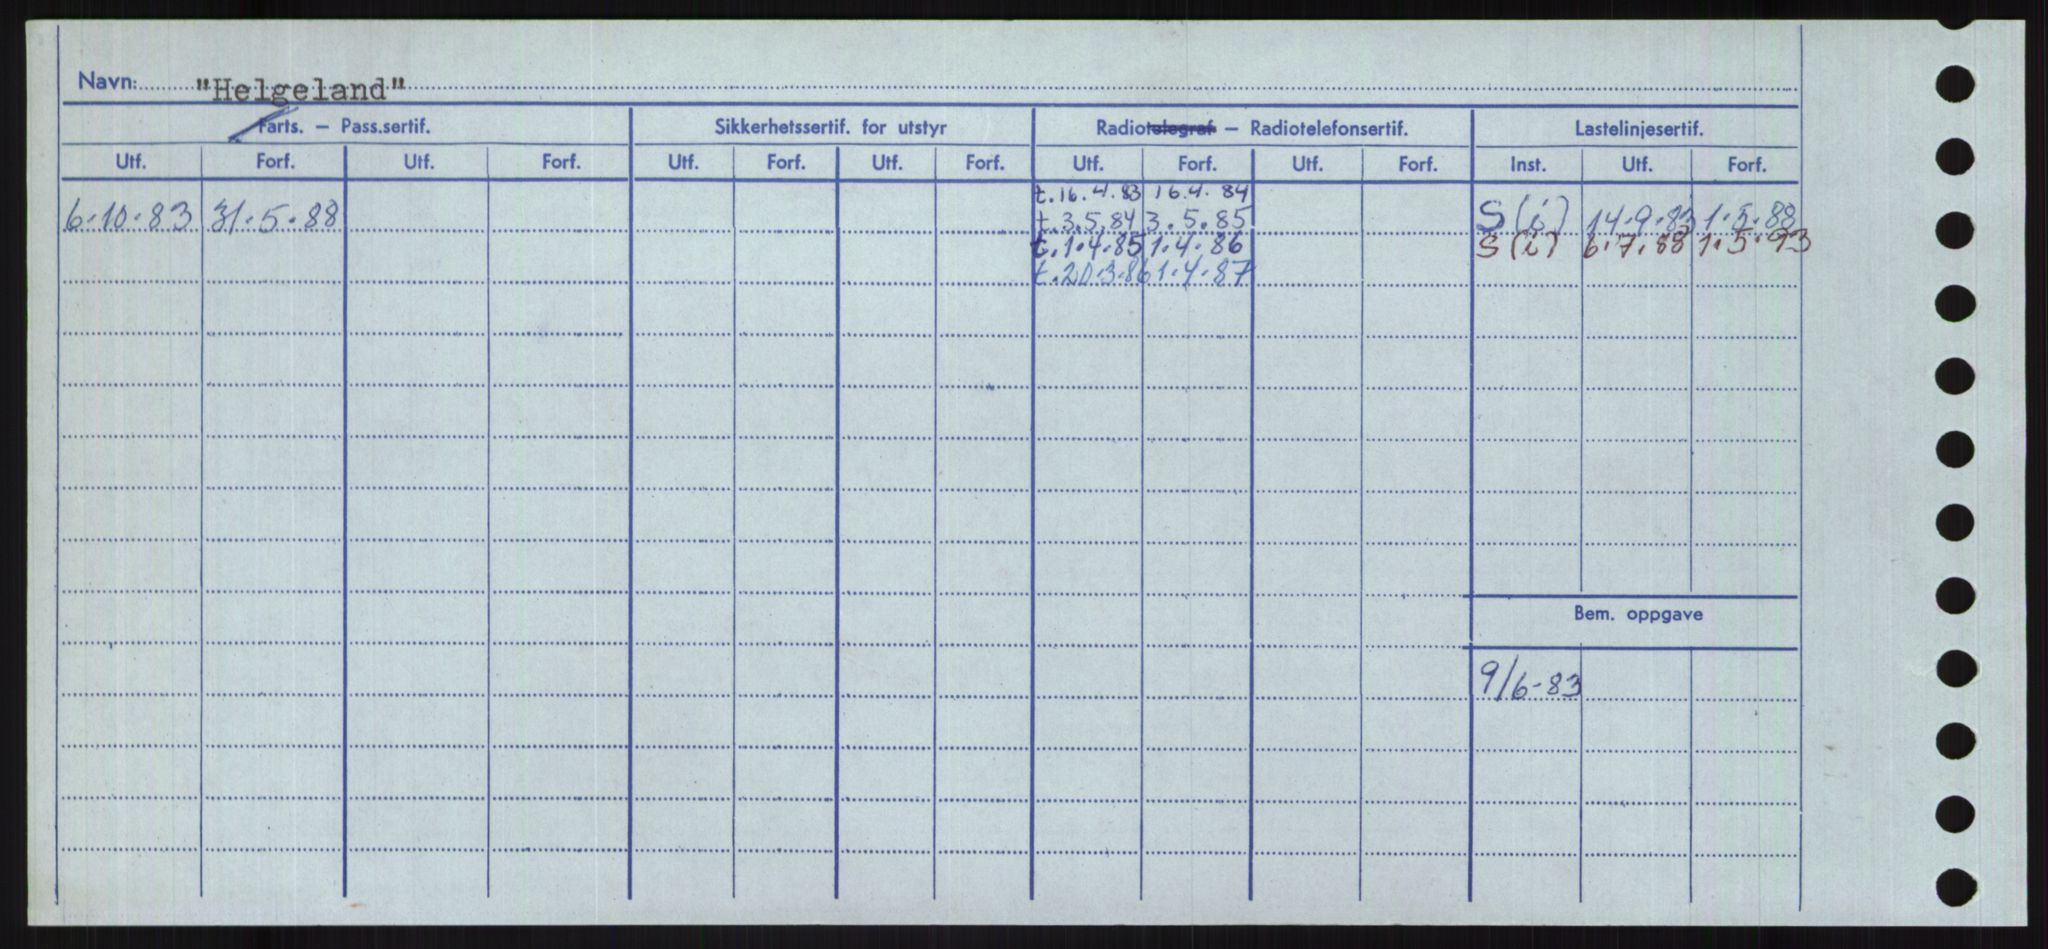 Navn: "Helgeland"
Farts. – Pass.sertif. Sikkerhetssertif. for utstyr Radiotelegraf – Radiotelefonsertif. Lastelinjesertif.
Utf. Forf. Utf. Forf. Utf. Forf. Utf. Forf. Utf. Forf. Utf. Forf. Inst. Utf. Forf.
t.16.4.83 16.4.84
6.10.83 31.5.88 t.3.5.84 3.5.85 S(i) 14.9.83 1.5.88
t.1.4.85 1.4.86 S(i) 6.7.88 1.5.93
t.20.3.86 1.4.87
Bem. oppgave
9/6-83